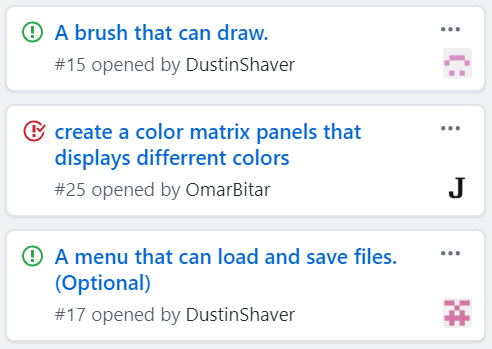 A brush that can draw.
#15 opened by DustinShaver
create a color matrix panels that
displays differrent colors
#25 opened by OmarBitar
J
A menu that can load and save files.
(Optional)
#17 opened by DustinShaver